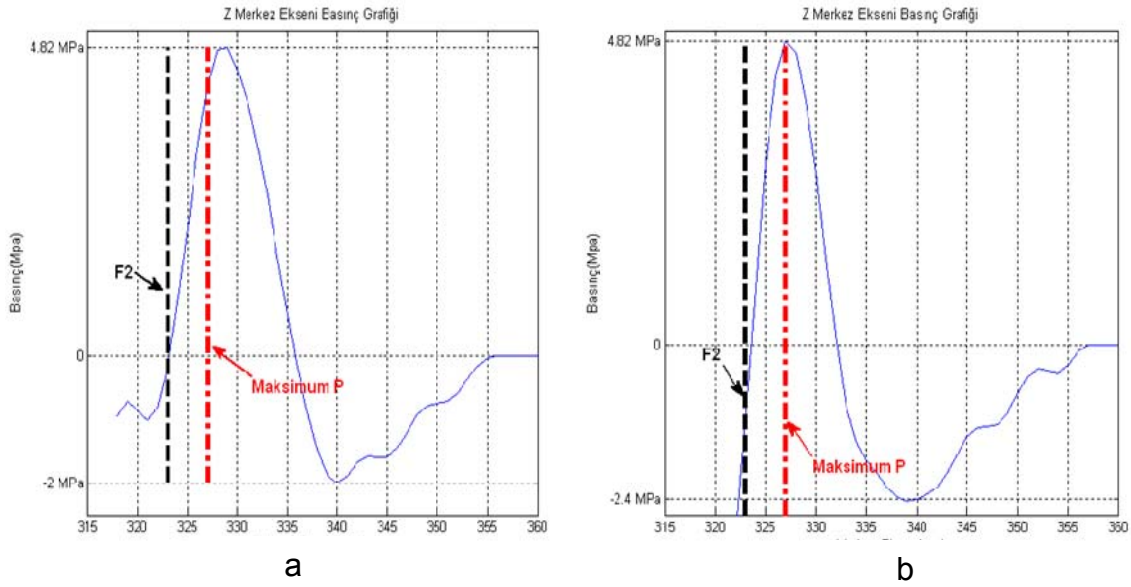 Z Merkez Ekseni Easınç Grafiği
4.82 MPa
Basınç(Mpa)
F2
0
Maksimum P
-2 MPa
315 320 325 330 335 340 345 350 355 360
a
Z Merkez Ekseni Basınç Grafiği
4.82 MPa
Basınç(Mpa)
0
F2
Maksimum P
-2.4 MPa
315 320 325 330 335 340 345 350 355 360
b